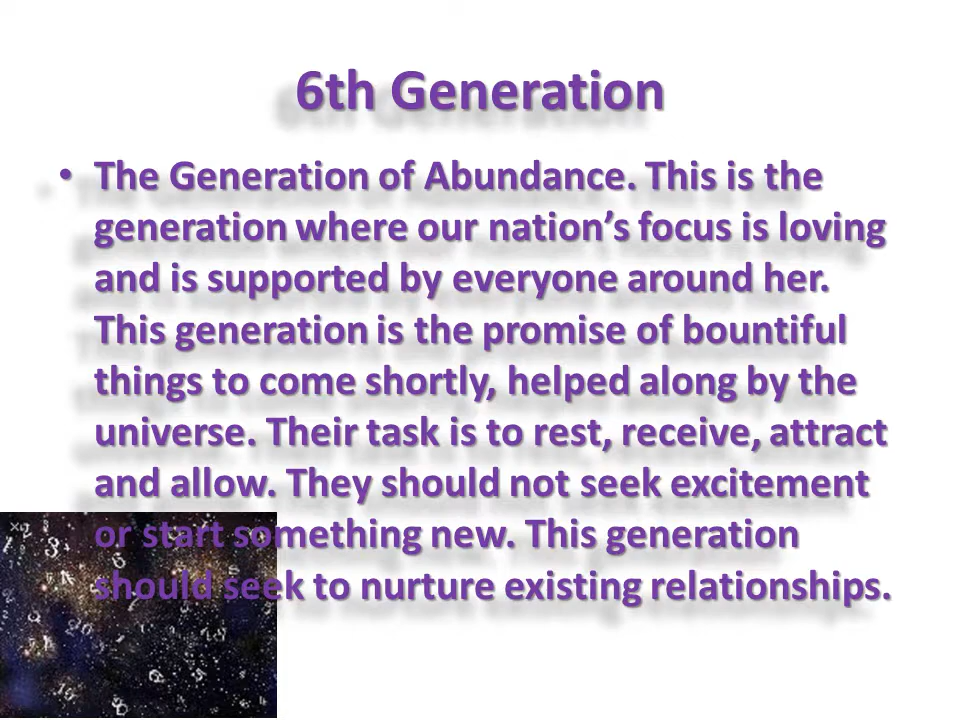 6th Generation
• The Generation of Abundance. This is the
generation where our nation’s focus is loving
and is supported by everyone around her.
This generation is the promise of bountiful
things to come shortly, helped along by the
universe. Their task is to rest, receive, attract
and allow. They should not seek excitement
or start something new. This generation
should seek to nurture existing relationships.